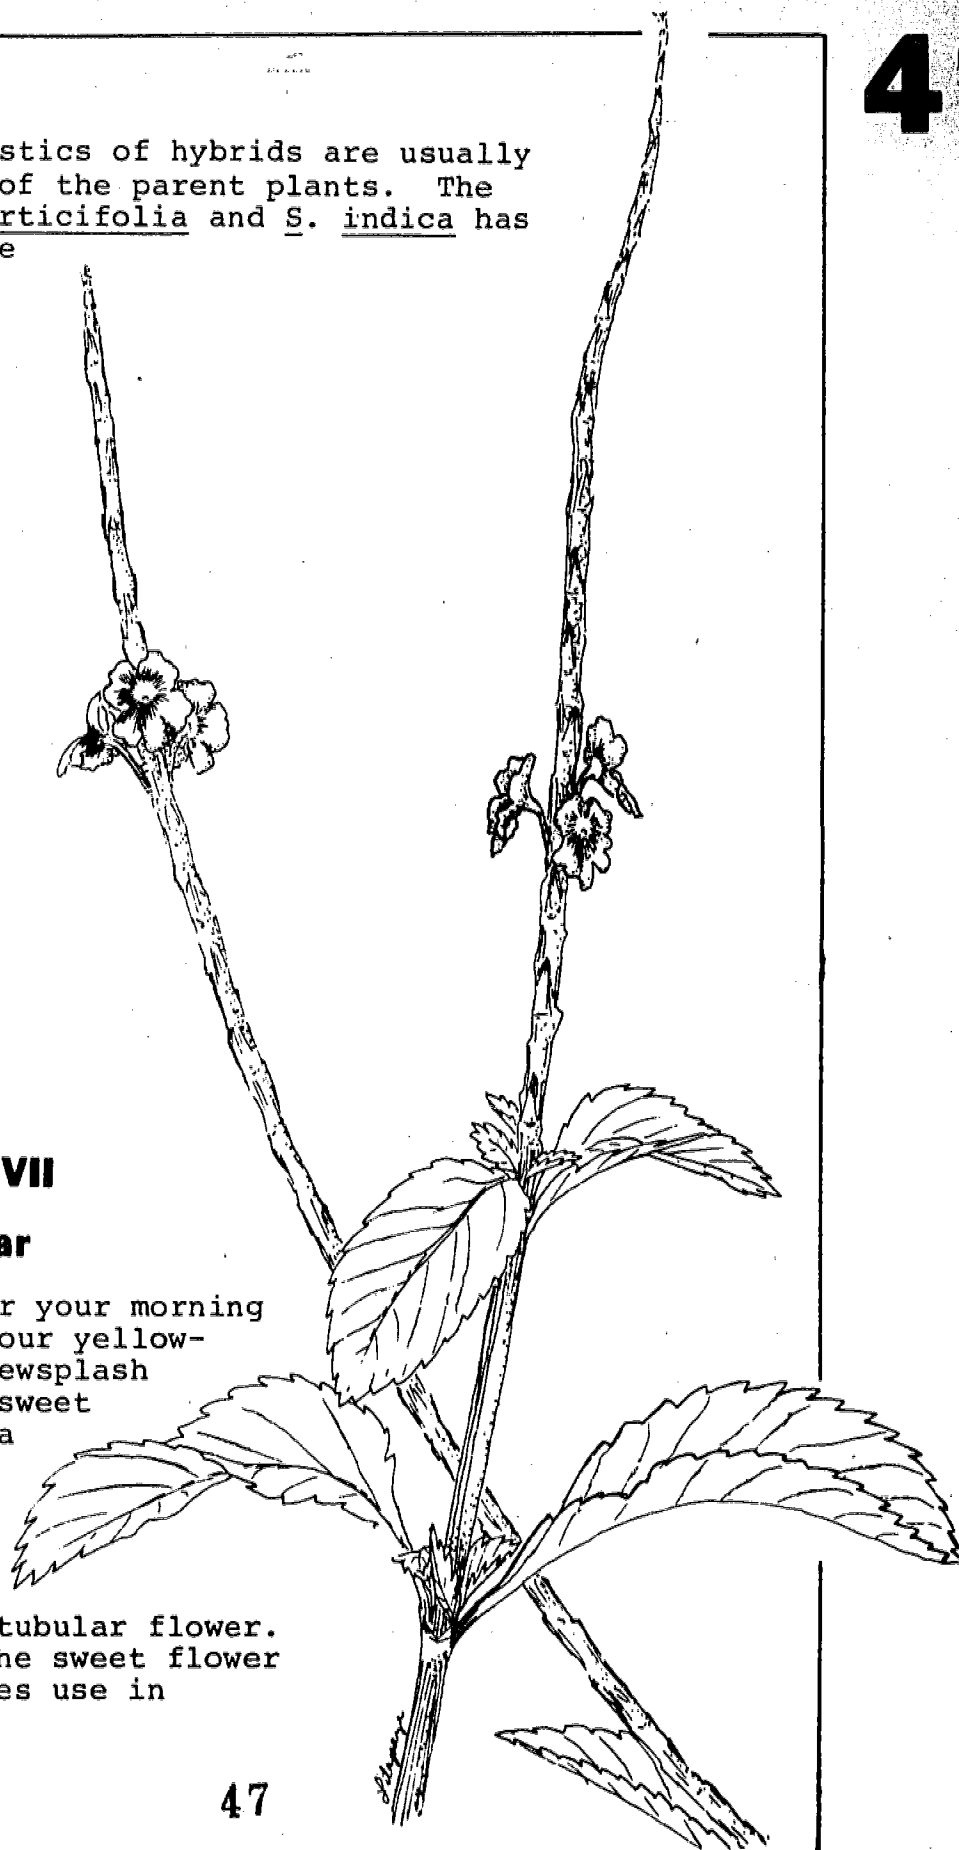 4
stics of hybrids are usually
of the parent plants. The
rticifolia and S. indica has
e
VII
ar
r your morning
our yellow-
ewsplash
sweet
a
tubular flower.
he sweet flower
es use in
47